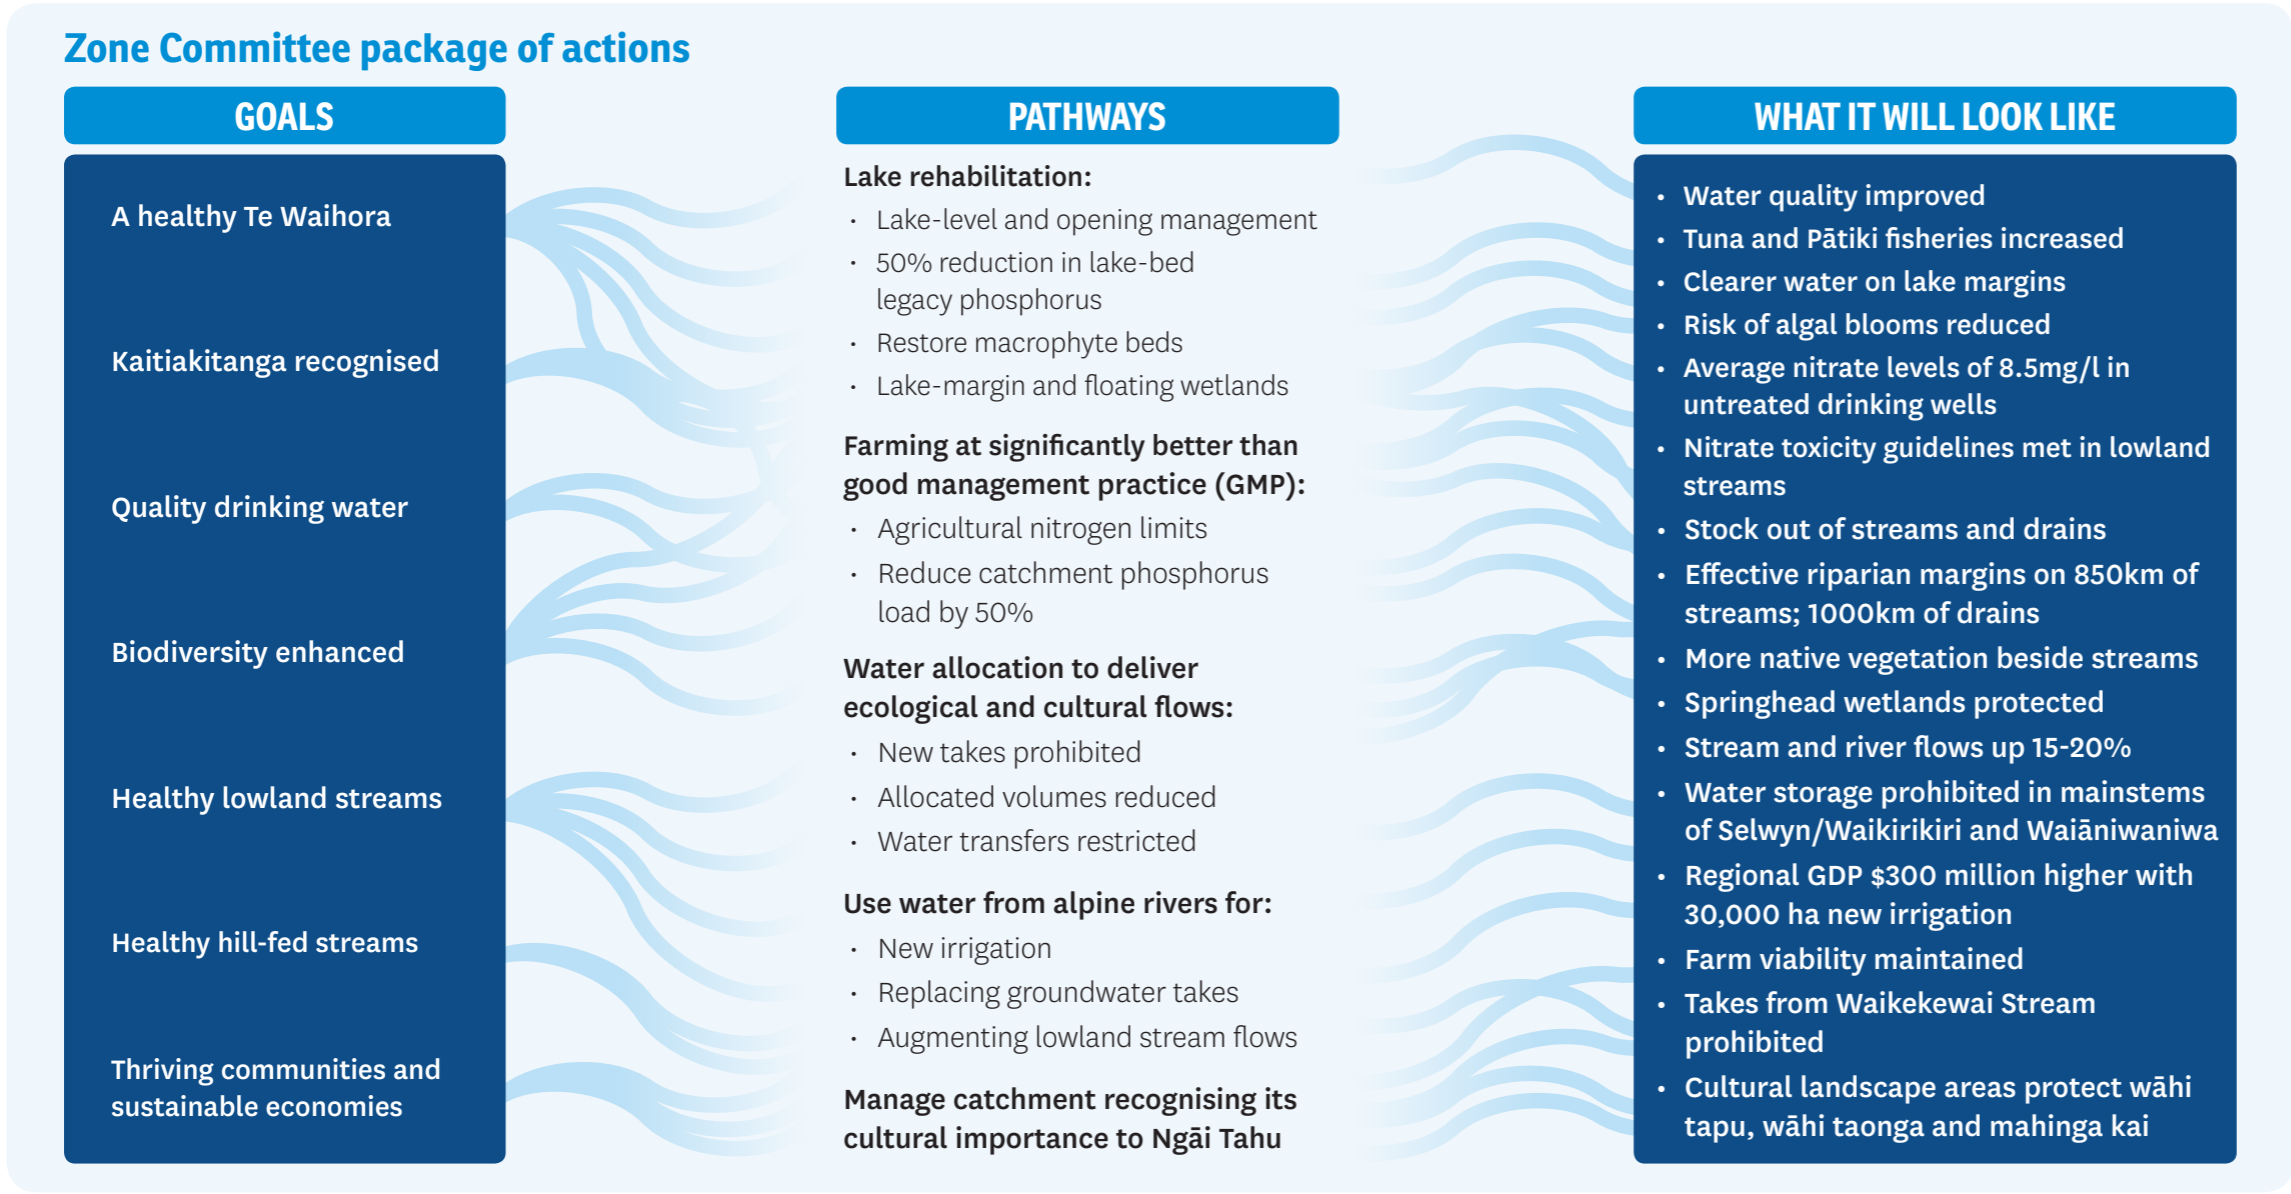 Zone Committee package of actions
GOALS
A healthy Te Waihora
Kaitiakitanga recognised
Quality drinking water
Biodiversity enhanced
Healthy lowland streams
Healthy hill-fed streams
Thriving communities and
sustainable economies
PATHWAYS
Lake rehabilitation:
· Lake-level and opening management
· 50% reduction in lake-bed
legacy phosphorus
· Restore macrophyte beds
· Lake-margin and floating wetlands
Farming at significantly better than
good management practice (GMP):
· Agricultural nitrogen limits
· Reduce catchment phosphorus
load by 50%
Water allocation to deliver
ecological and cultural flows:
· New takes prohibited
· Allocated volumes reduced
· Water transfers restricted
Use water from alpine rivers for:
· New irrigation
· Replacing groundwater takes
· Augmenting lowland stream flows
Manage catchment recognising its
cultural importance to Ngāi Tahu
WHAT IT WILL LOOK LIKE
• Water quality improved
• Tuna and Pātiki fisheries increased
• Clearer water on lake margins
• Risk of algal blooms reduced
• Average nitrate levels of 8.5mg/l in
untreated drinking wells
• Nitrate toxicity guidelines met in lowland
streams
• Stock out of streams and drains
• Effective riparian margins on 850km of
streams; 1000km of drains
• More native vegetation beside streams
• Springhead wetlands protected
• Stream and river flows up 15-20%
• Water storage prohibited in mainstems
of Selwyn/Waikirikiri and Waiāniwaniwa
• Regional GDP $300 million higher with
30,000 ha new irrigation
• Farm viability maintained
• Takes from Waikekewai Stream
prohibited
• Cultural landscape areas protect wāhi
tapu, wāhi taonga and mahinga kai